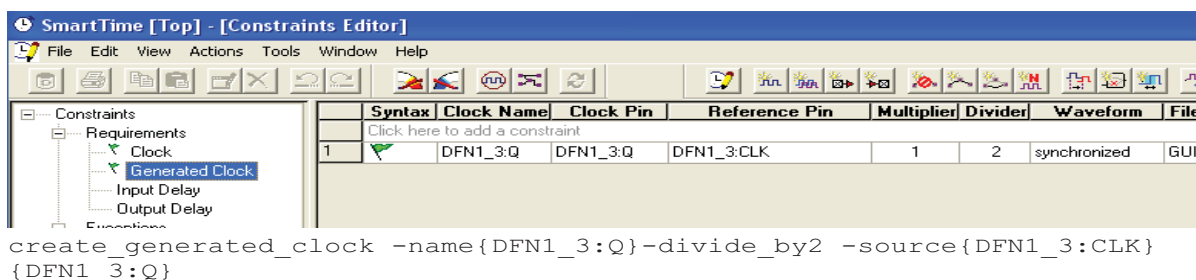 SmartTime [Top] - [Constraints Editor]
File Edit View Actions Tools Window Help
Constraints
Requirements
Clock
Generated Clock
Input Delay
Output Delay
Syntax Clock Name Clock Pin Reference Pin Multiplier Divider Waveform File
Click here to add a constraint
1 DFN1_3:Q DFN1_3:Q DFN1_3:CLK 1 2 synchronized GUI
create_generated_clock -name{DFN1_3:Q}-divide_by2 -source{DFN1_3:CLK}
{DFN1_3:Q}